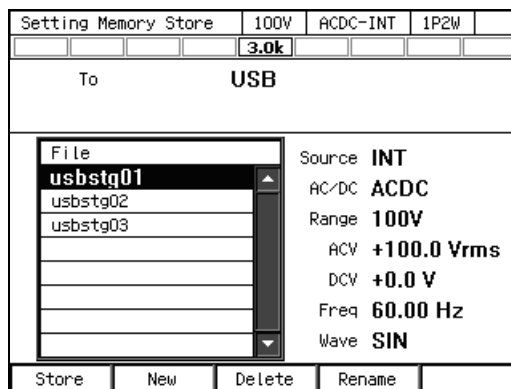 Setting Memory Store 100V ACDC-INT 1P2W
3.0k
To USB
File
usbstg01
usbstg02
usbstg03
Source INT
AC/DC ACDC
Range 100V
ACV +100.0 Vrms
DCV +0.0 V
Freq 60.00 Hz
Wave SIN
Store New Delete Rename